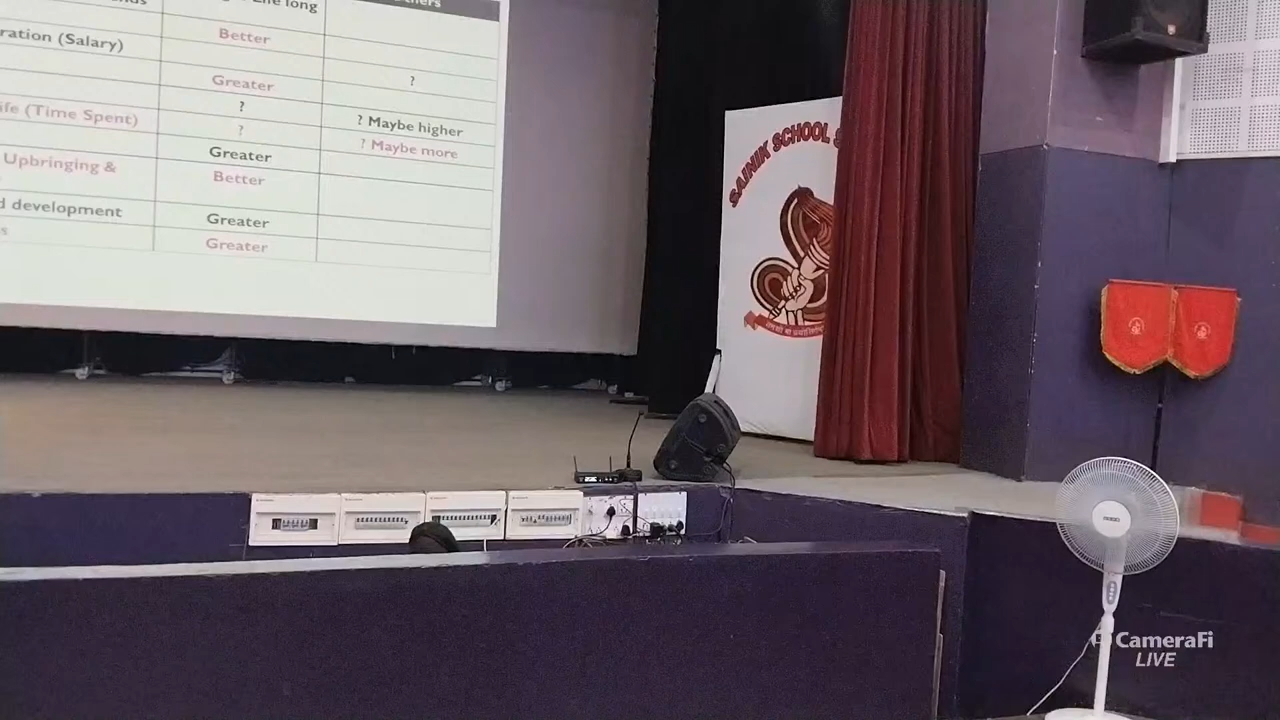 Life long
ration (Salary)
Better
Greater
?
ife (Time Spent)
?
? Maybe higher
?
? Maybe more
Upbringing &
Greater
Better
d development
Greater
s
Greater
SAINIK SCHOOL S
CameraFi
LIVE